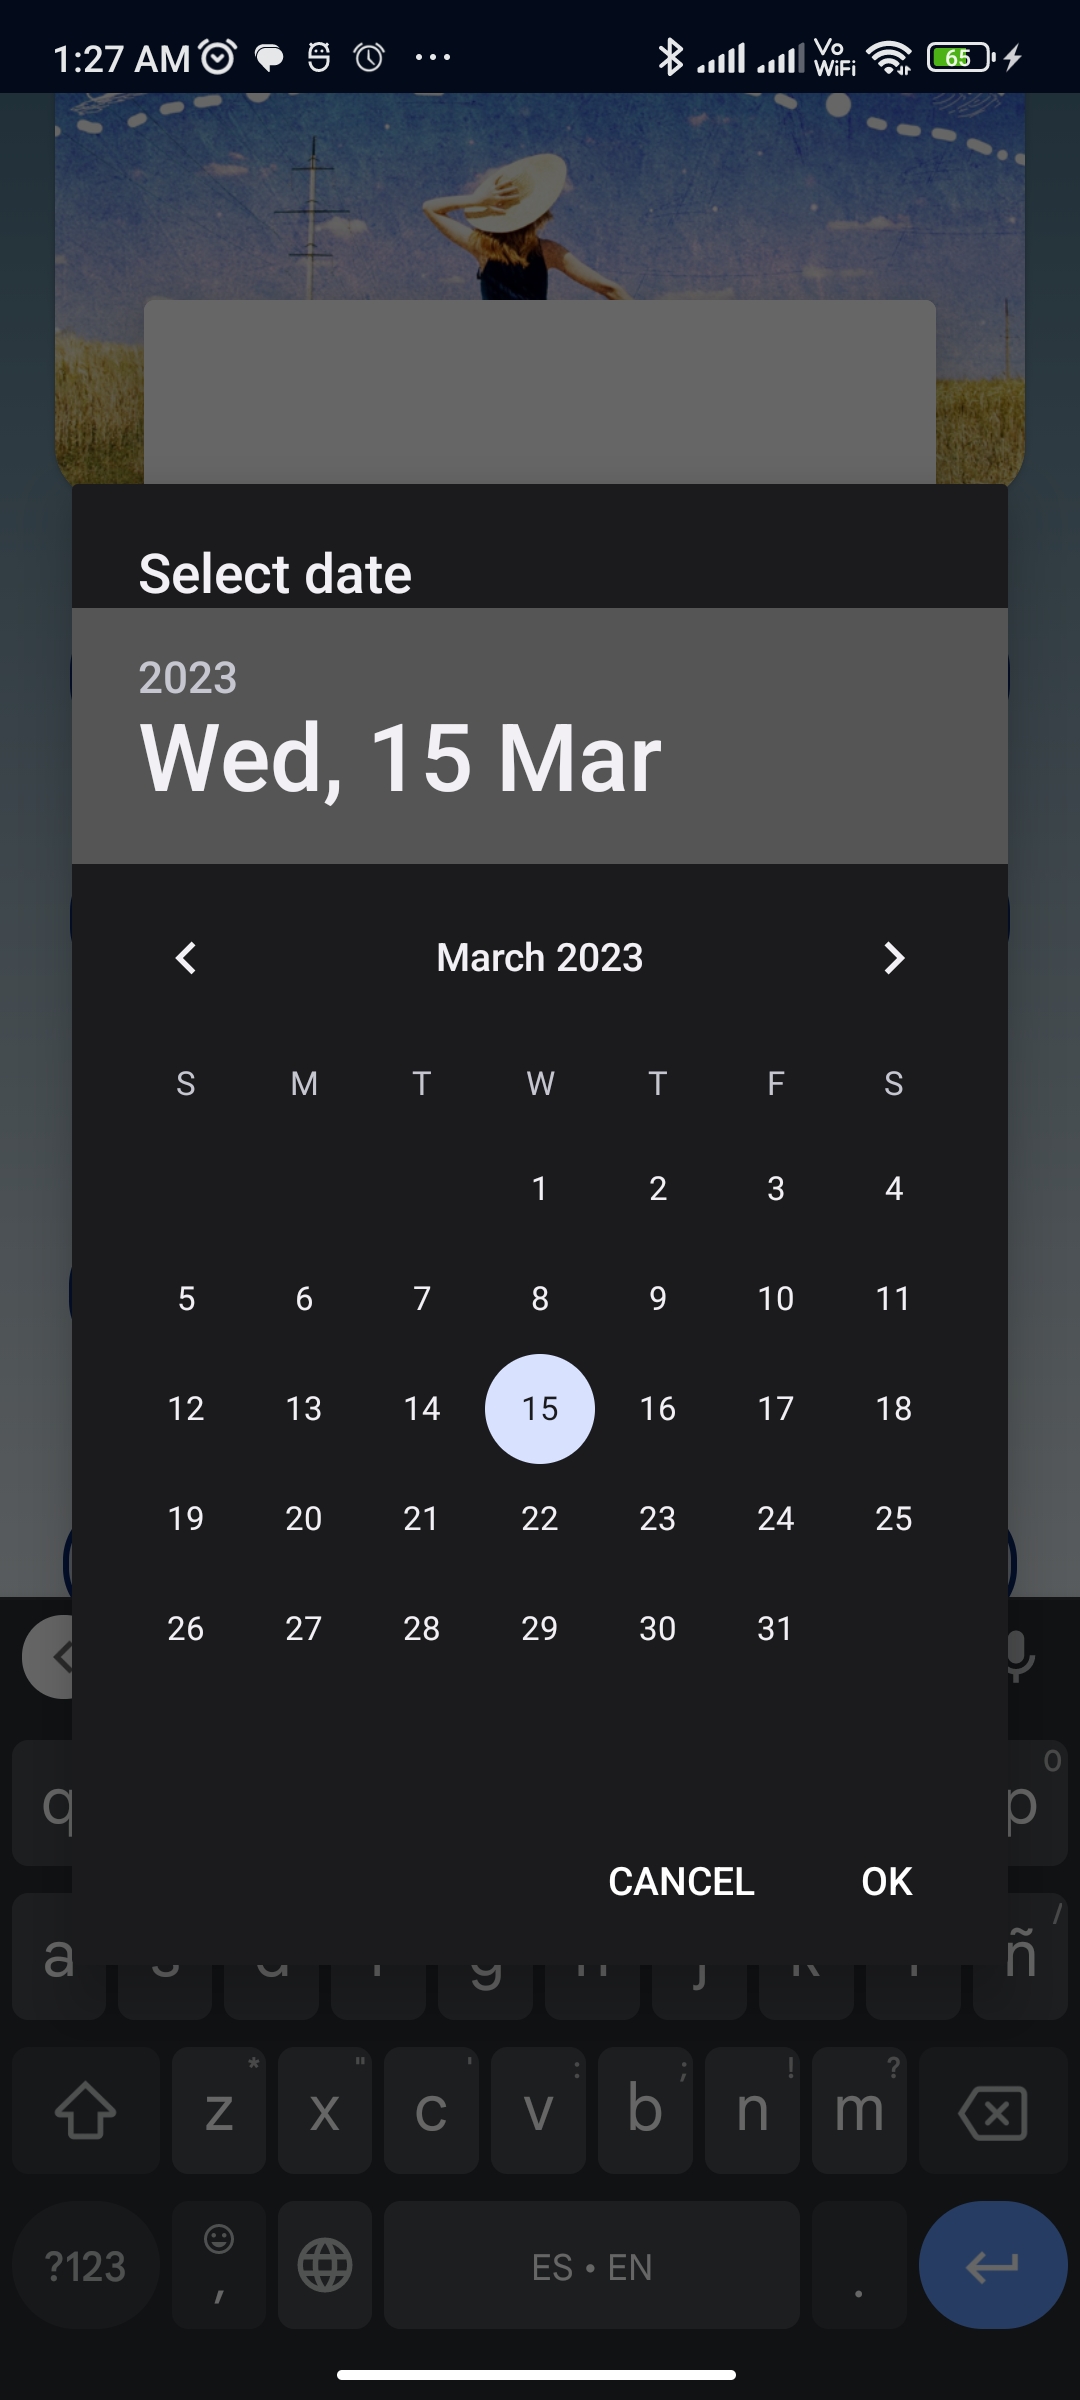 1:27 AM
Vo WiFi
65
Select date
2023
Wed, 15 Mar
March 2023
S M T W T F S
1 2 3 4
5 6 7 8 9 10 11
12 13 14 15 16 17 18
19 20 21 22 23 24 25
26 27 28 29 30 31
CANCEL OK
q p 0
a g j ñ /
z * x " c ' v : b ; n ! m ?
?123 , ES • EN .